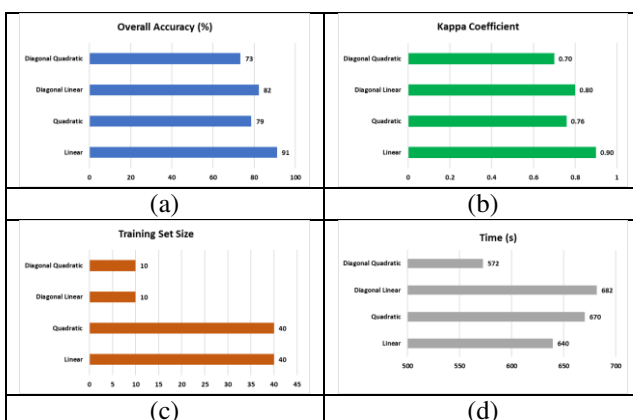 Overall Accuracy (%)
Diagonal Quadratic 73
Diagonal Linear 82
Quadratic 79
Linear 91
0 20 40 60 80 100
(a)
Kappa Coefficient
Diagonal Quadratic 0.70
Diagonal Linear 0.80
Quadratic 0.76
Linear 0.90
0 0.2 0.4 0.6 0.8 1
(b)
Training Set Size
Diagonal Quadratic 10
Diagonal Linear 10
Quadratic 40
Linear 40
0 5 10 15 20 25 30 35 40 45
(c)
Time (s)
Diagonal Quadratic 572
Diagonal Linear 682
Quadratic 670
Linear 640
500 550 600 650 700
(d)